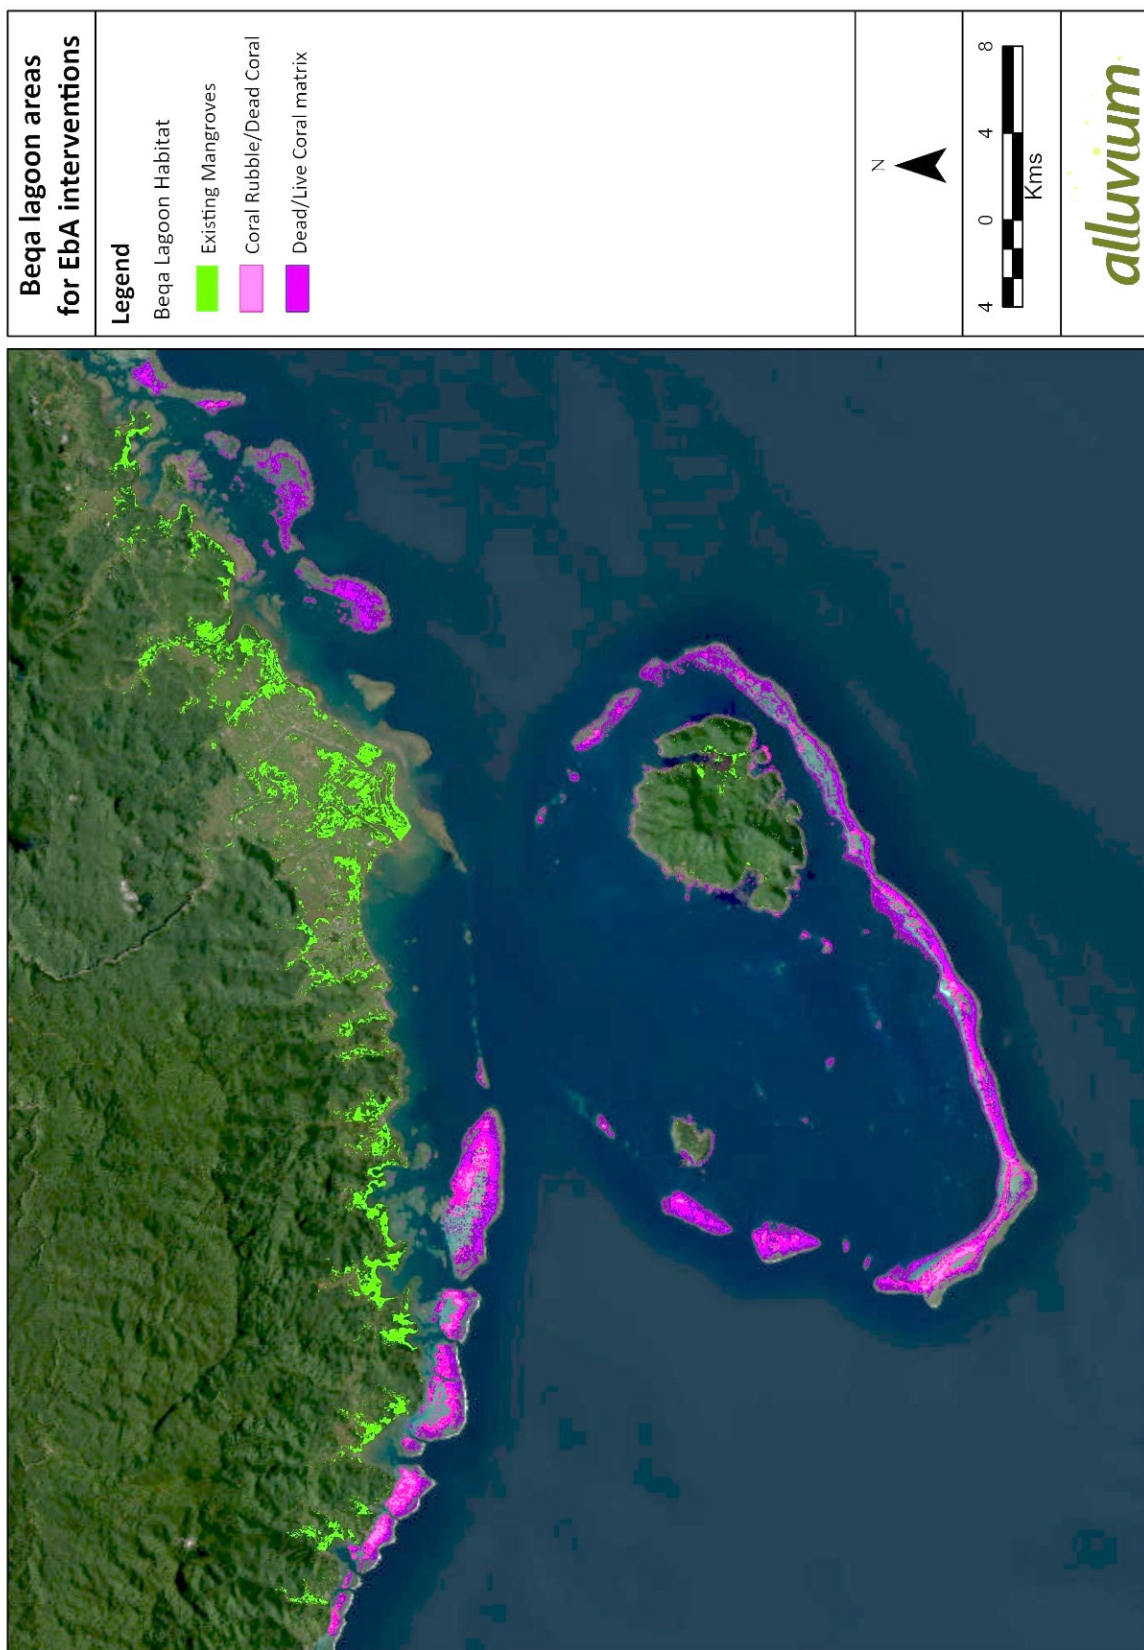 Beqa lagoon areas
for EbA interventions
Legend
Beqa Lagoon Habitat
Existing Mangroves
Coral Rubble/Dead Coral
Dead/Live Coral matrix
N
4 0 4 8
Kms
alluvium